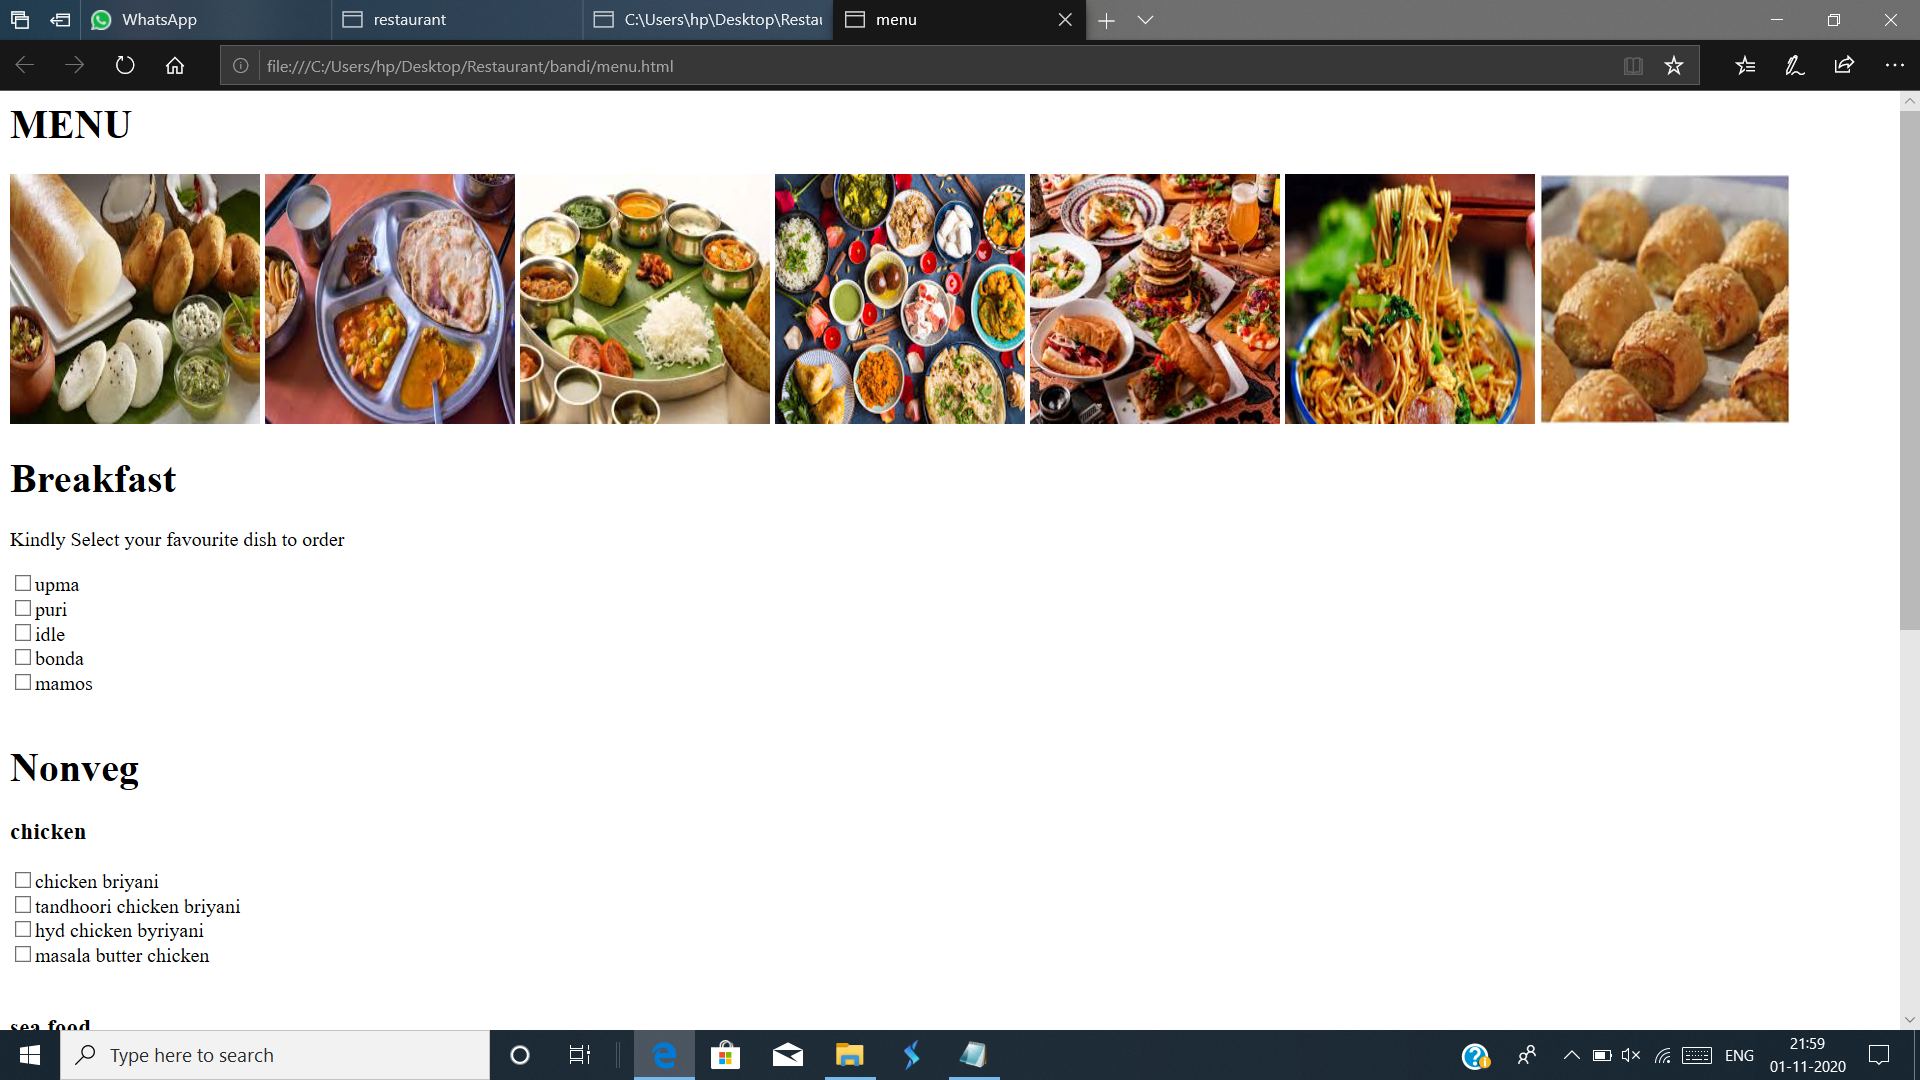 WhatsApp
restaurant
C:\Users\hp\Desktop\Restau
menu
file:///C:/Users/hp/Desktop/Restaurant/bandi/menu.html
MENU
Breakfast
Kindly Select your favourite dish to order
upma
puri
idle
bonda
mamos
Nonveg
chicken
chicken briyani
tandhoori chicken briyani
hyd chicken byriyani
masala butter chicken
sea food
Type here to search
ENG
21:59
01-11-2020